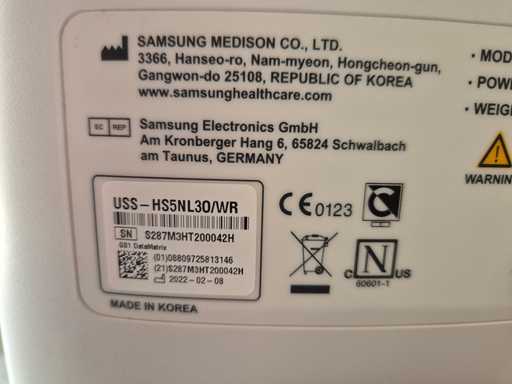 SAMSUNG MEDISON CO., LTD.
3366, Hanseo-ro, Nam-myeon, Hongcheon-gun,
Gangwon-do 25108, REPUBLIC OF KOREA
www.samsunghealthcare.com
EC REP
Samsung Electronics GmbH
Am Kronberger Hang 6, 65824 Schwalbach
am Taunus, GERMANY
USS-HS5NL30/WR
SN S287M3HT200042H
GS1 DataMatrix
(01)08809725813146
(21)S287M3HT200042H
2022-02-08
MADE IN KOREA
CE 0123
C N US
60601-1
• MOD
• POW
• WEIG
WARNIN